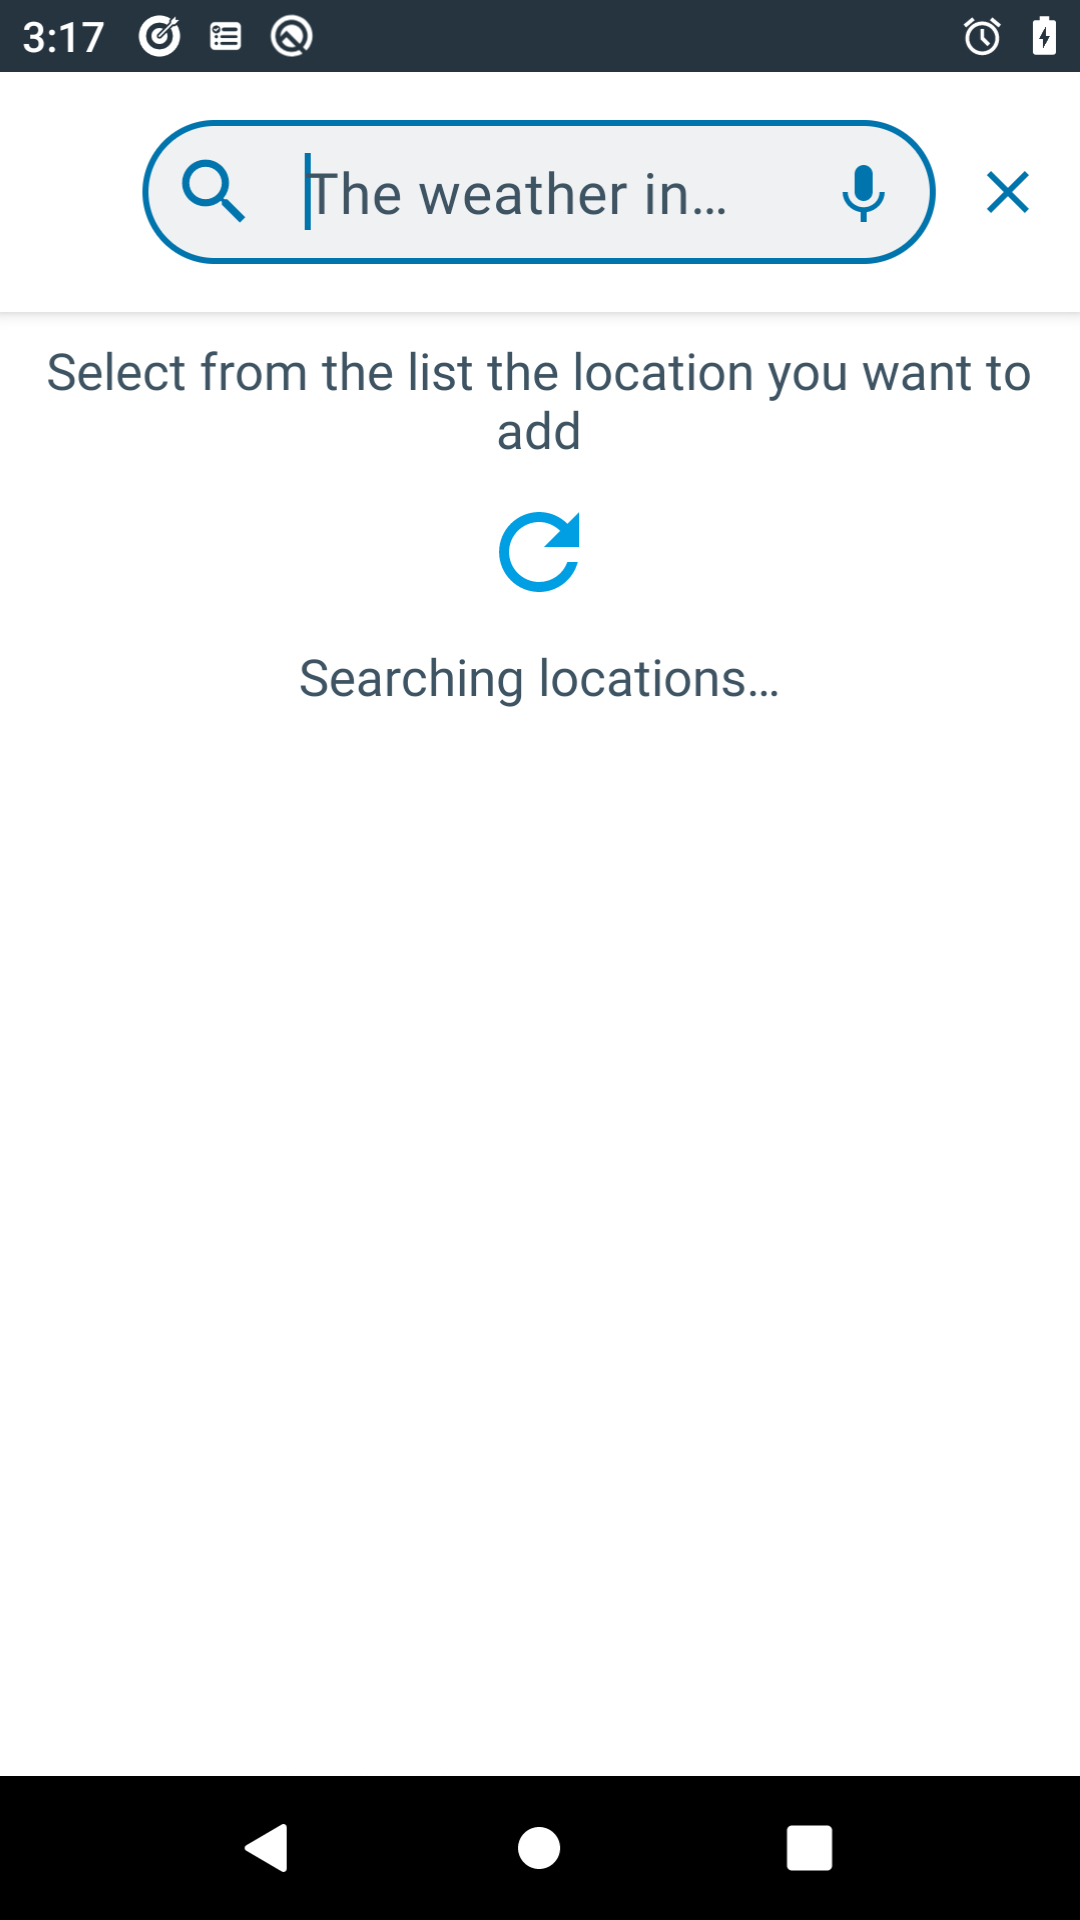 3:17
The weather in…
Select from the list the location you want to
add
Searching locations…